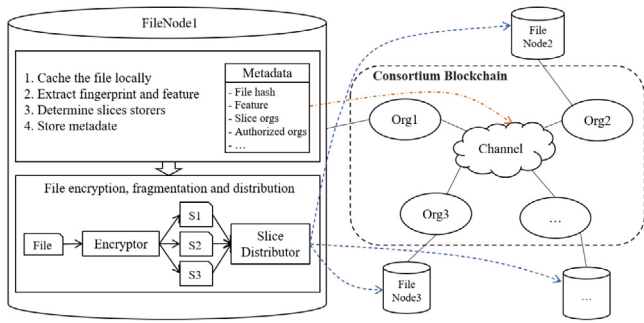 FileNode1
1. Cache the file locally
2. Extract fingerprint and feature
3. Determine slices storers
4. Store metadate
Metadata
- File hash
- Feature
- Slice orgs
- Authorized orgs
- ...
File encryption, fragmentation and distribution
File
Encryptor
S1
S2
S3
Slice
Distributor
File
Node2
Consortium Blockchain
Org1
Org2
Channel
Org3
...
File
Node3
...